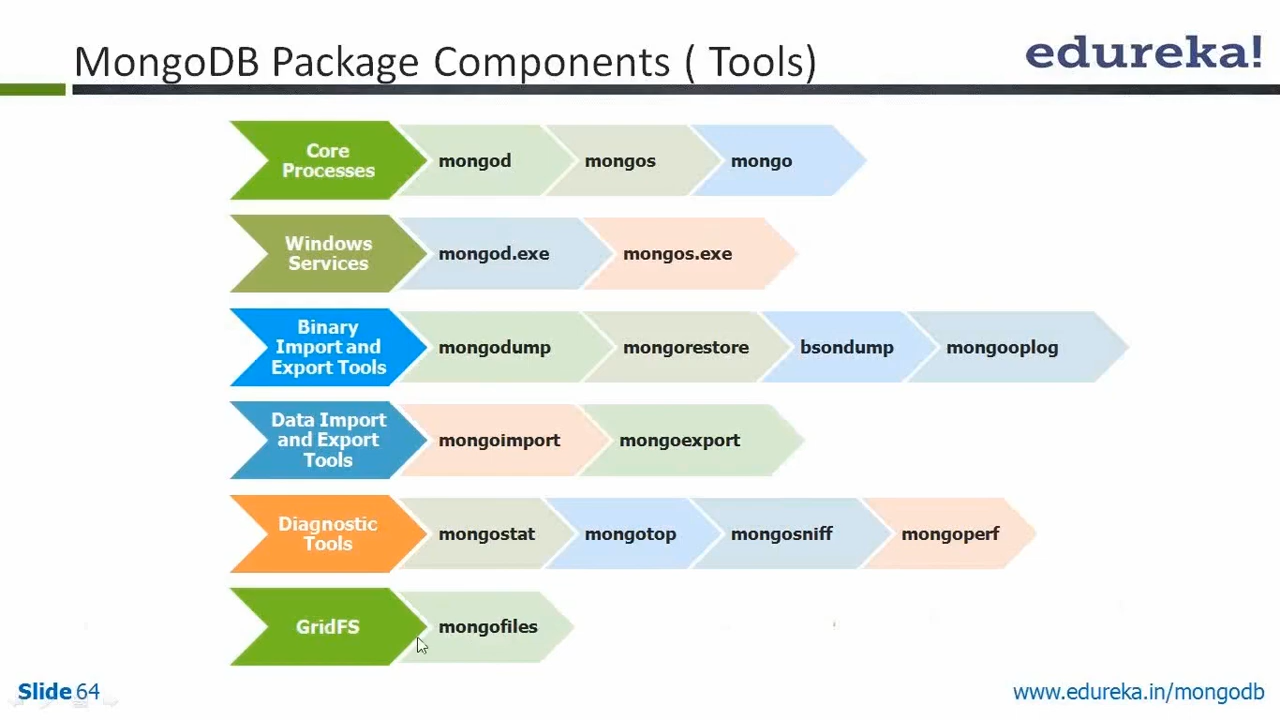 MongoDB Package Components ( Tools)
edureka!
Core
Processes
mongod
mongos
mongo
Windows
Services
mongod.exe
mongos.exe
Binary
Import and
Export Tools
mongodump
mongorestore
bsondump
mongooplog
Data Import
and Export
Tools
mongoimport
mongoexport
Diagnostic
Tools
mongostat
mongotop
mongosniff
mongoperf
GridFS
mongofiles
Slide 64
www.edureka.in/mongodb